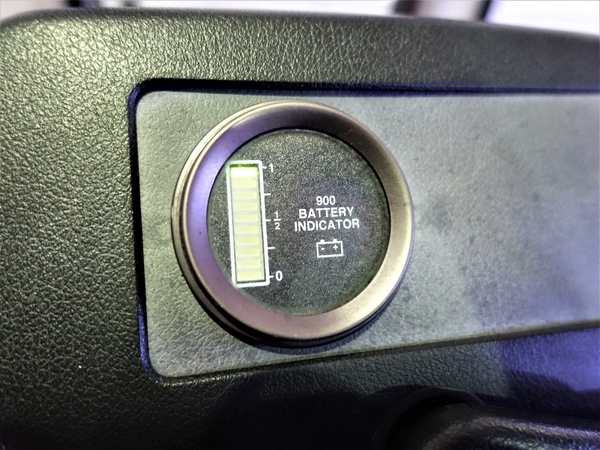 1
1/2
0
900
BATTERY
INDICATOR
- +